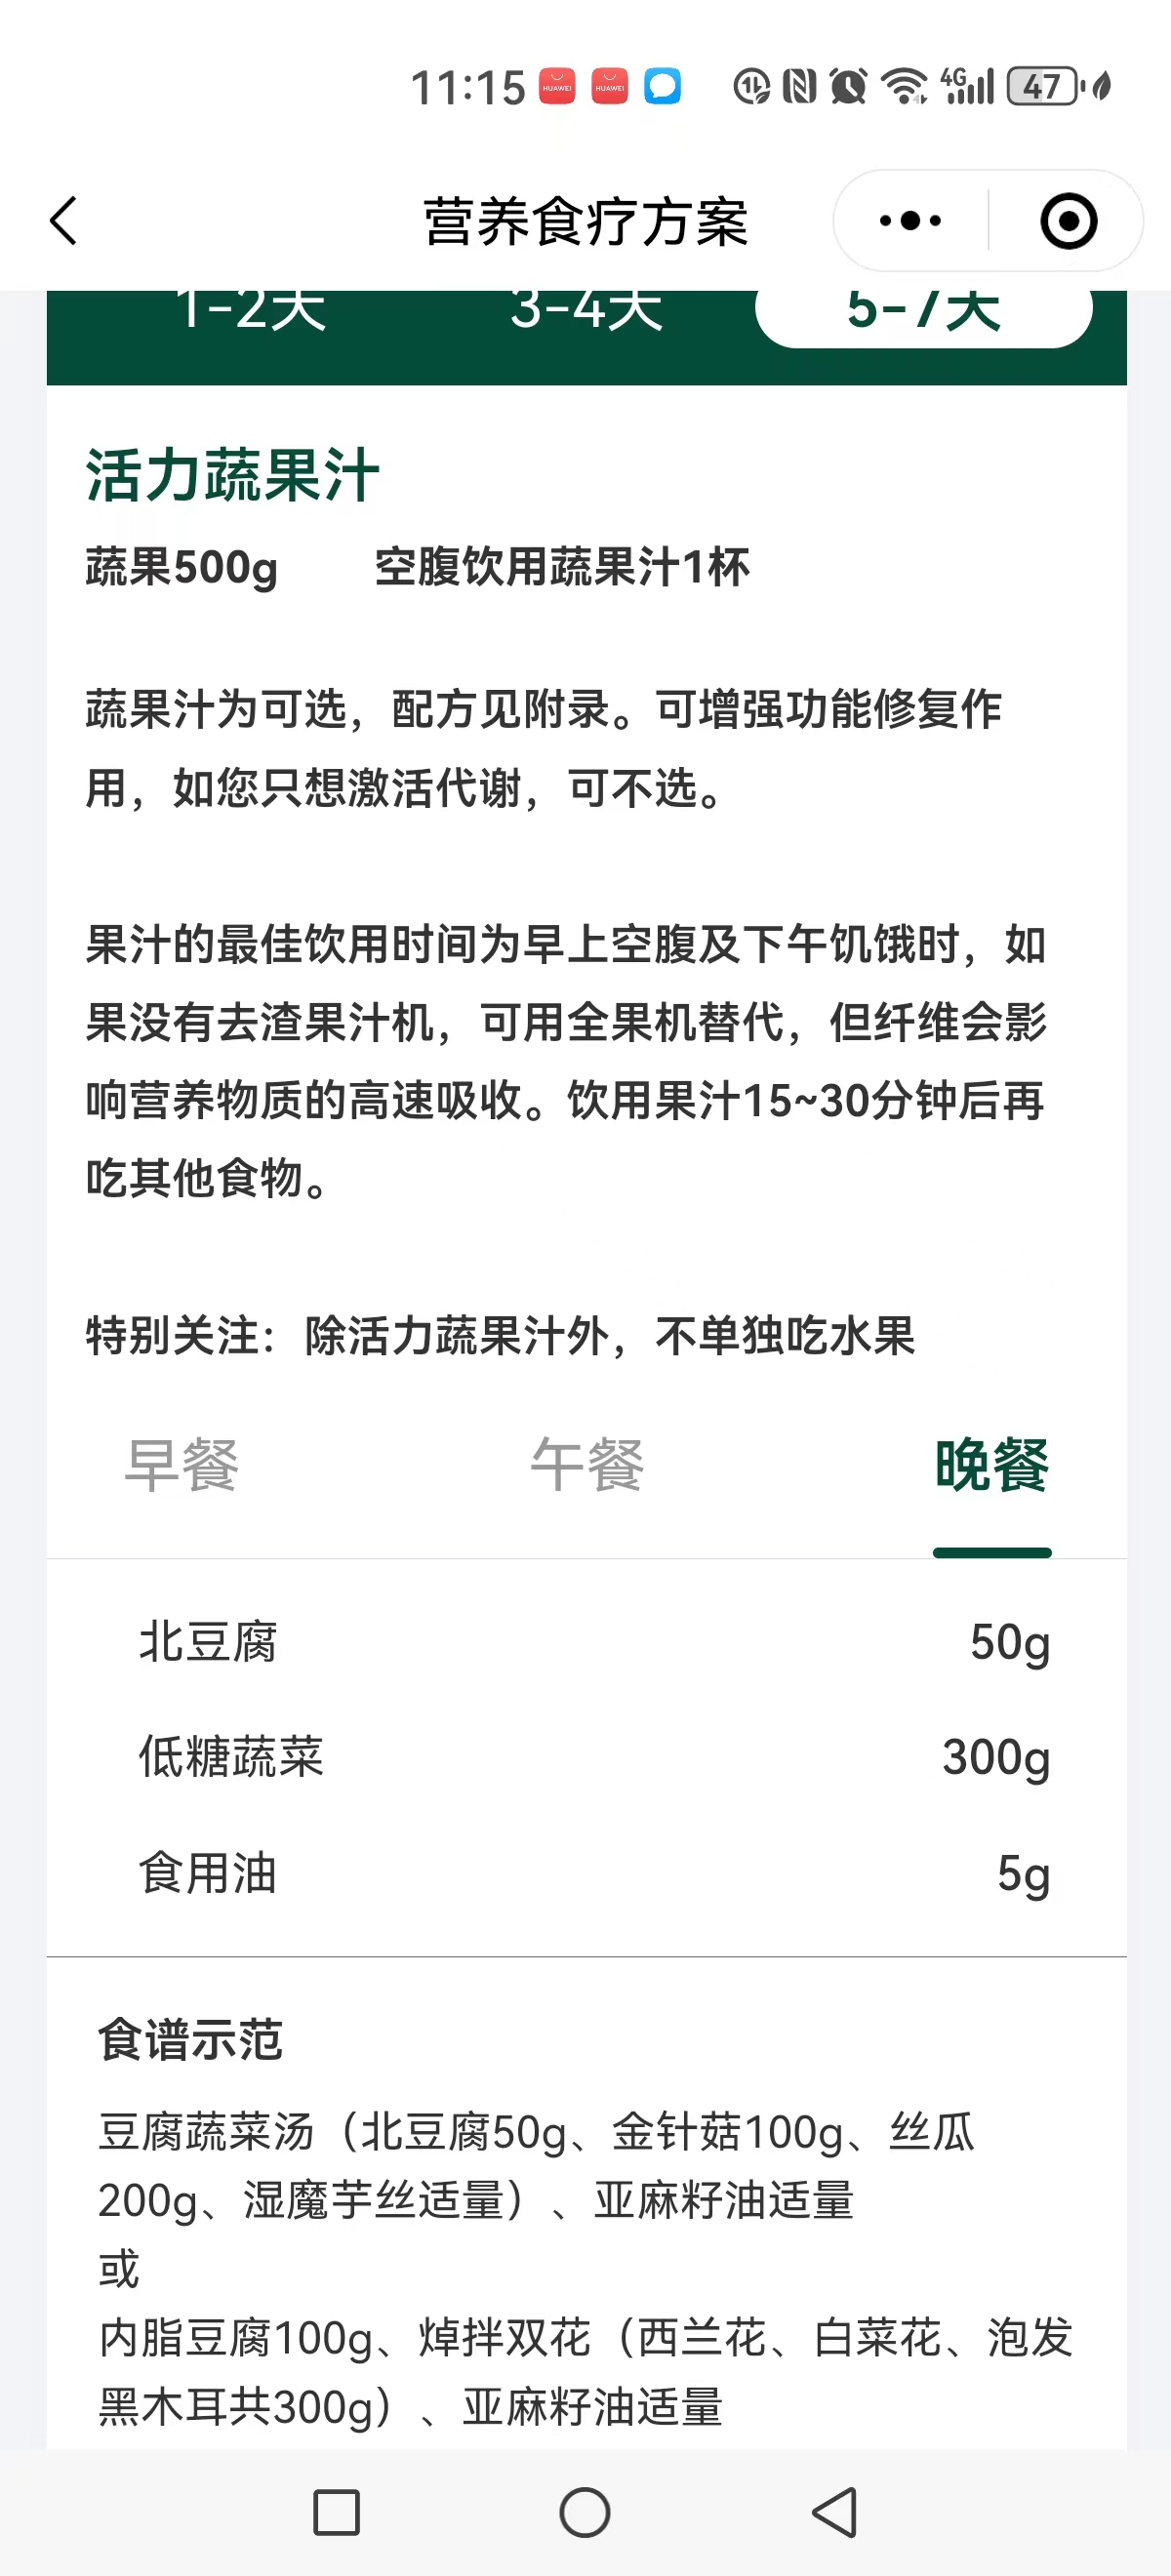 11:15
HUAWEI HUAWEI
4G 47
营养食疗方案
1-2天 3-4天 5-7天
活力蔬果汁
蔬果500g 空腹饮用蔬果汁1杯
蔬果汁为可选，配方见附录。可增强功能修复作
用，如您只想激活代谢，可不选。
果汁的最佳饮用时间为早上空腹及下午饥饿时，如
果没有去渣果汁机，可用全果机替代，但纤维会影
响营养物质的高速吸收。饮用果汁15~30分钟后再
吃其他食物。
特别关注：除活力蔬果汁外，不单独吃水果
早餐 午餐 晚餐
北豆腐 50g
低糖蔬菜 300g
食用油 5g
食谱示范
豆腐蔬菜汤（北豆腐50g、金针菇100g、丝瓜
200g、湿魔芋丝适量）、亚麻籽油适量
或
内脂豆腐100g、焯拌双花（西兰花、白菜花、泡发
黑木耳共300g）、亚麻籽油适量